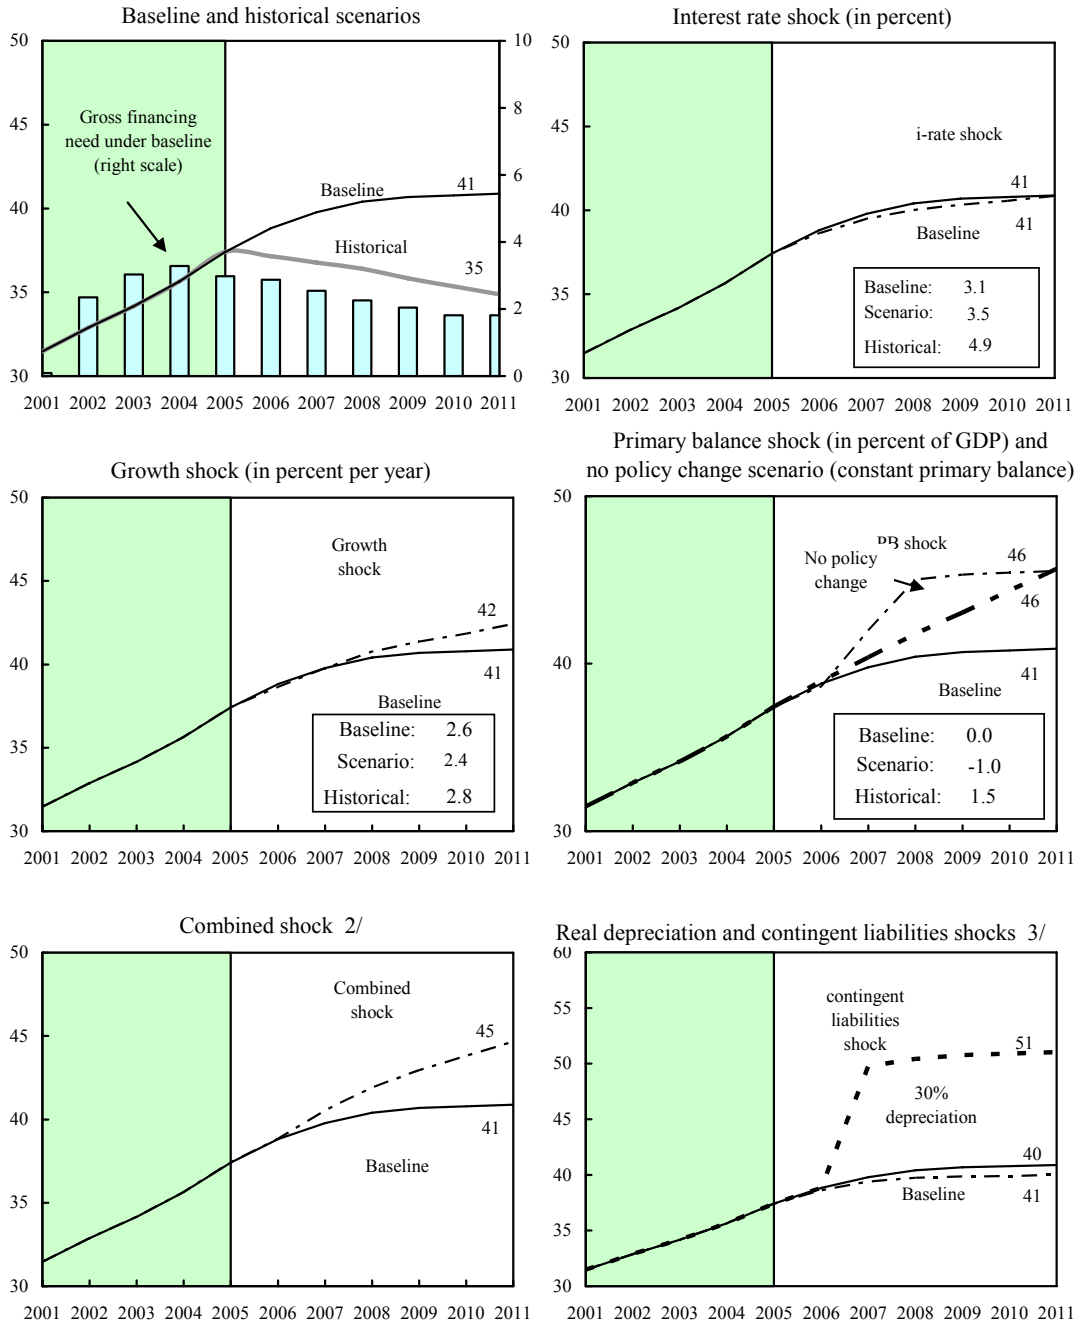 Baseline and historical scenarios
50
45
40
35
30
10
8
6
4
2
0
Gross financing
need under baseline
(right scale)
Baseline
41
Historical
35
2001 2002 2003 2004 2005 2006 2007 2008 2009 2010 2011
Interest rate shock (in percent)
50
45
40
35
30
i-rate shock
41
Baseline
41
Baseline: 3.1
Scenario: 3.5
Historical: 4.9
2001 2002 2003 2004 2005 2006 2007 2008 2009 2010 2011
Growth shock (in percent per year)
50
45
40
35
30
Growth
shock
42
41
Baseline
Baseline: 2.6
Scenario: 2.4
Historical: 2.8
2001 2002 2003 2004 2005 2006 2007 2008 2009 2010 2011
Primary balance shock (in percent of GDP) and
no policy change scenario (constant primary balance)
50
40
30
PB shock
No policy
change
46
46
41
Baseline
Baseline: 0.0
Scenario: -1.0
Historical: 1.5
2001 2002 2003 2004 2005 2006 2007 2008 2009 2010 2011
Combined shock 2/
50
45
40
35
30
Combined
shock
45
41
Baseline
2001 2002 2003 2004 2005 2006 2007 2008 2009 2010 2011
Real depreciation and contingent liabilities shocks 3/
60
55
50
45
40
35
30
contingent
liabilities
shock
51
30%
depreciation
40
Baseline
41
2001 2002 2003 2004 2005 2006 2007 2008 2009 2010 2011